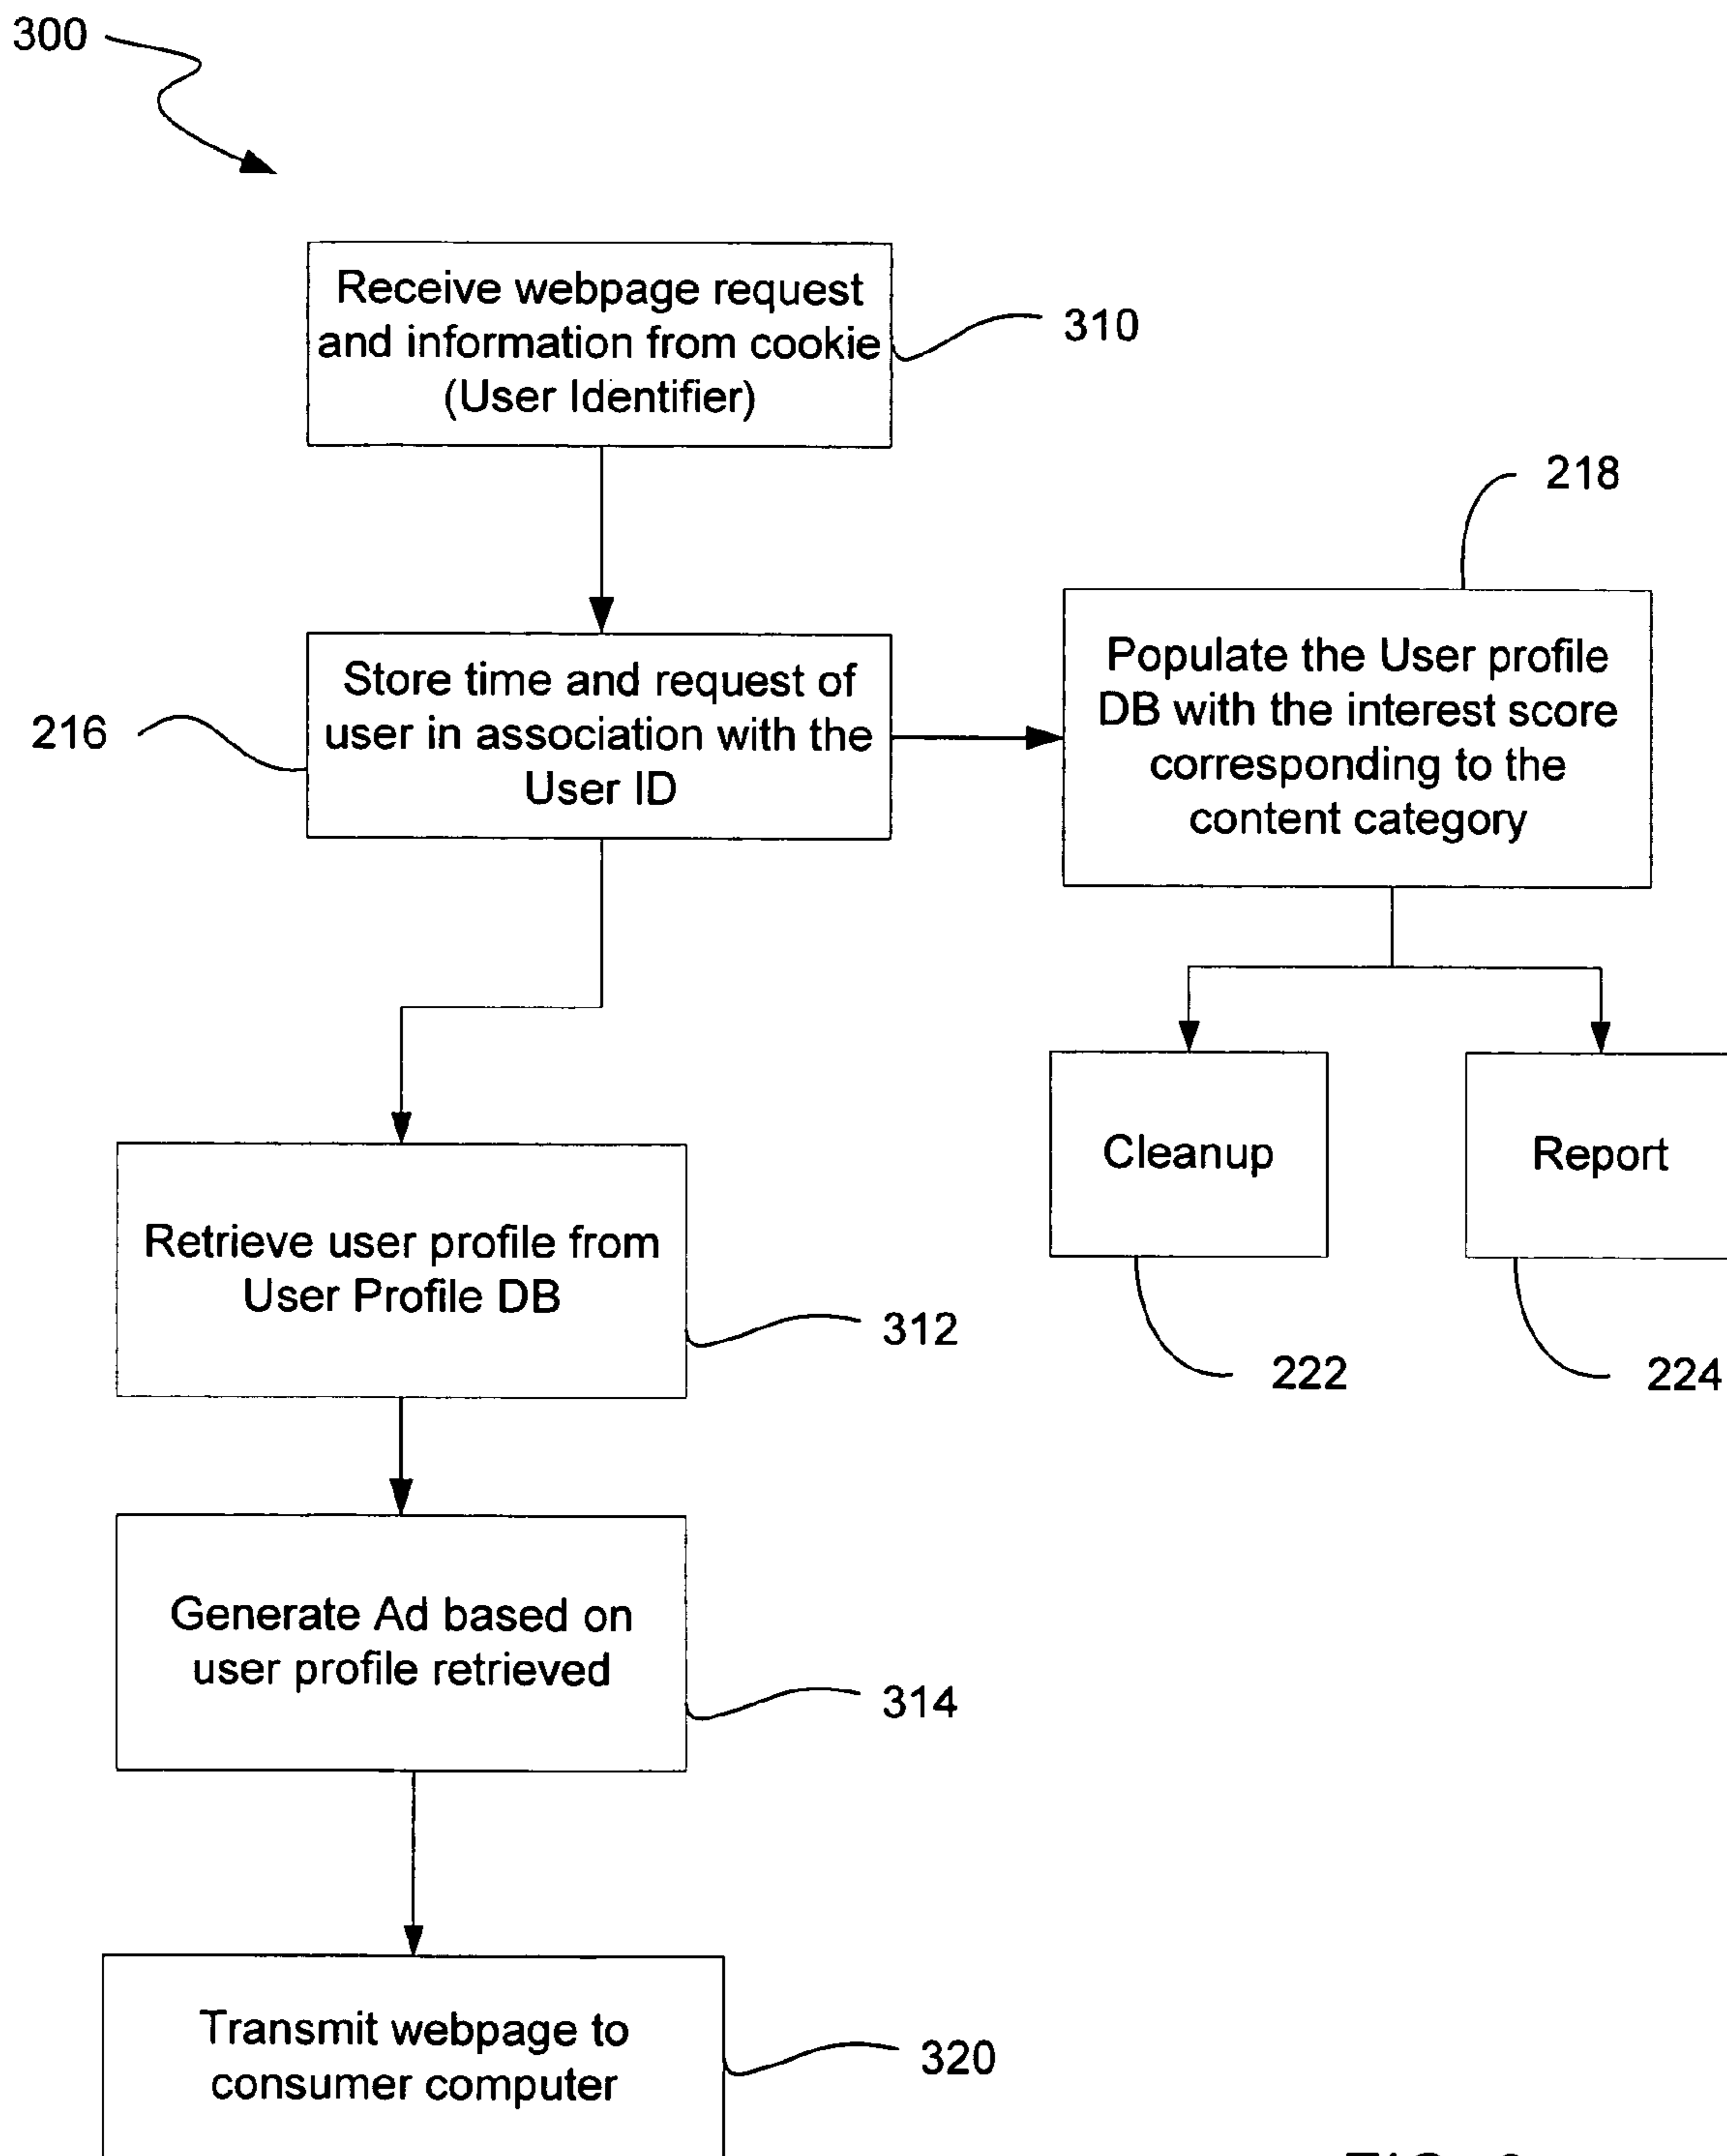 300
Receive webpage request
and information from cookie
(User Identifier)
310
218
Store time and request of
user in association with the
User ID
216
Populate the User profile
DB with the interest score
corresponding to the
content category
Cleanup
Report
222
224
Retrieve user profile from
User Profile DB
312
Generate Ad based on
user profile retrieved
314
Transmit webpage to
consumer computer
320